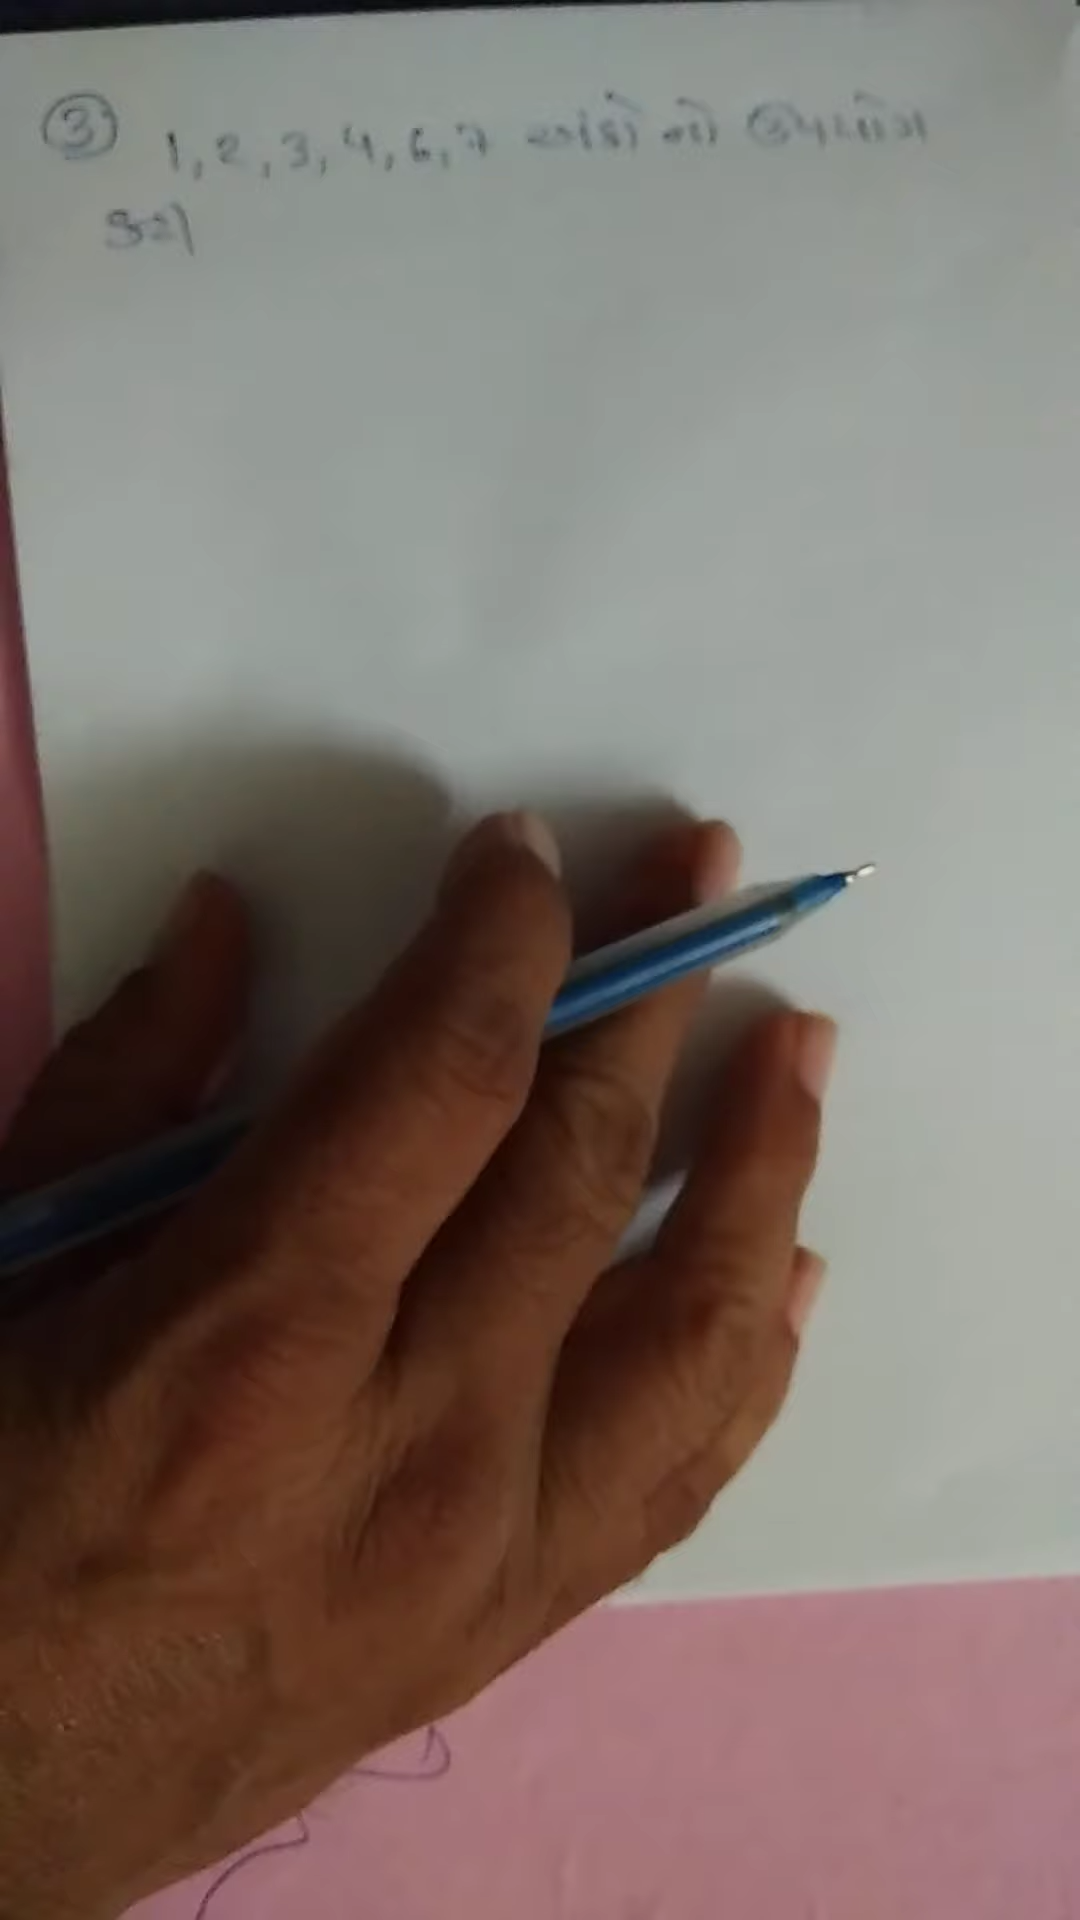 ③ 1, 2, 3, 4, 6, 7 અંકો નો ઉપયોગ
કરી